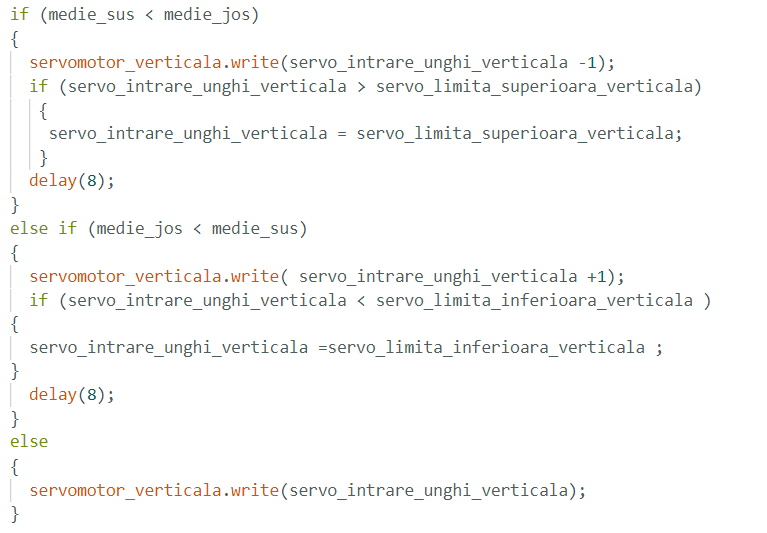 if (medie_sus < medie_jos)
{
servomotor_verticala.write(servo_intrare_unghi_verticala -1);
if (servo_intrare_unghi_verticala > servo_limita_superioara_verticala)
{
servo_intrare_unghi_verticala = servo_limita_superioara_verticala;
}
delay(8);
}
else if (medie_jos < medie_sus)
{
servomotor_verticala.write( servo_intrare_unghi_verticala +1);
if (servo_intrare_unghi_verticala < servo_limita_inferioara_verticala )
{
servo_intrare_unghi_verticala =servo_limita_inferioara_verticala ;
}
delay(8);
}
else
{
servomotor_verticala.write(servo_intrare_unghi_verticala);
}